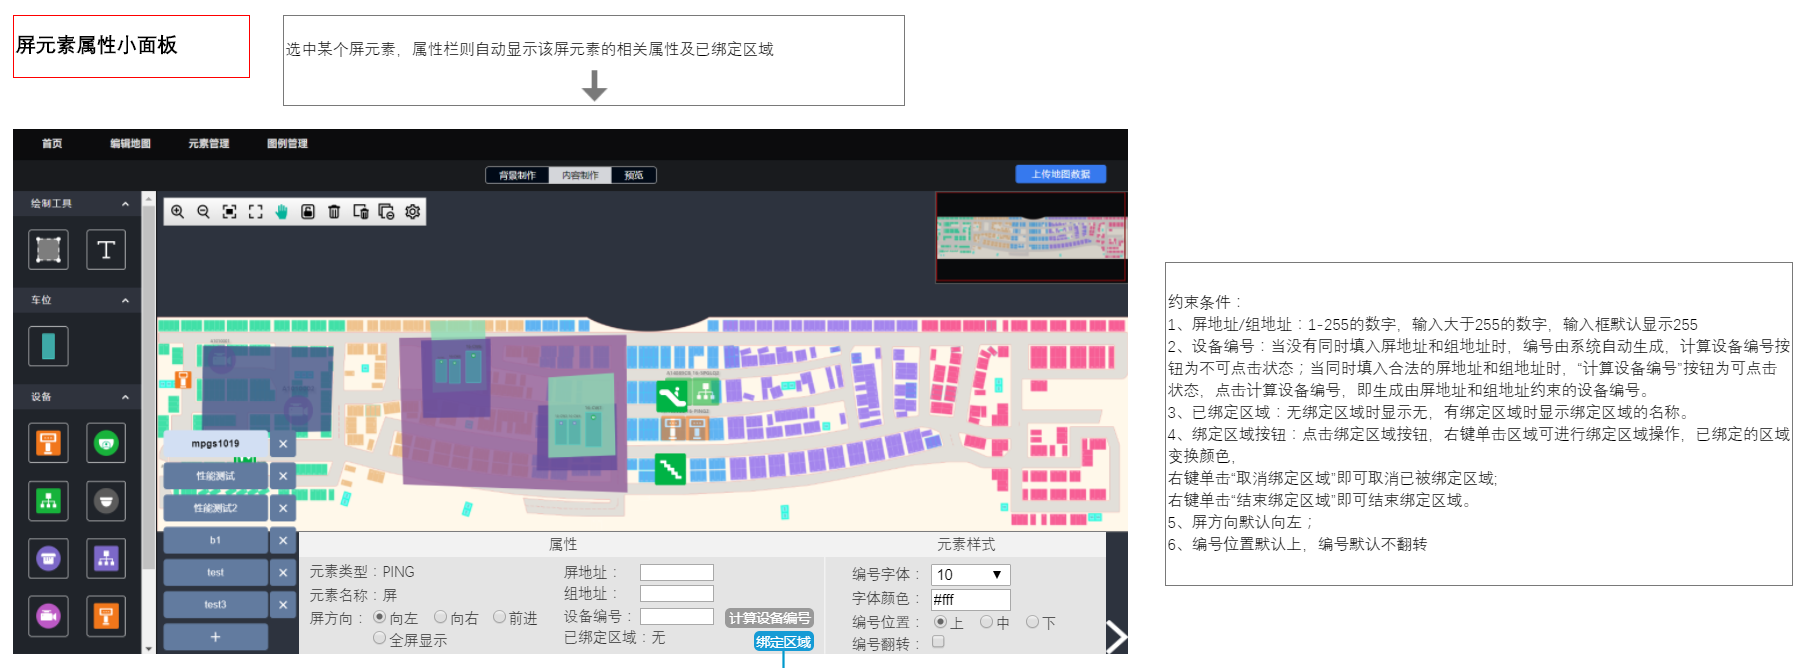 屏元素属性小面板
选中某个屏元素，属性栏则自动显示该屏元素的相关属性及已绑定区域
首页 编辑地图 元素管理 图例管理
背景制作 内容制作 预览
上传地图数据
绘制工具
T
车位
设备
mpgs1019 ×
性能测试 ×
性能测试2 ×
b1 ×
test ×
test3 ×
+
属性
元素样式
元素类型：PING
元素名称：屏
屏方向：向左 向右 前进
全屏显示
屏地址：
组地址：
设备编号： 计算设备编号
已绑定区域：无 绑定区域
编号字体：10
字体颜色：#fff
编号位置：上 中 下
编号翻转：
约束条件：
1、屏地址/组地址：1-255的数字，输入大于255的数字，输入框默认显示255
2、设备编号：当没有同时填入屏地址和组地址时，编号由系统自动生成，计算设备编号按
钮为不可点击状态；当同时填入合法的屏地址和组地址时，“计算设备编号”按钮为可点击
状态，点击计算设备编号，即生成由屏地址和组地址约束的设备编号。
3、已绑定区域：无绑定区域时显示无，有绑定区域时显示绑定区域的名称。
4、绑定区域按钮：点击绑定区域按钮，右键单击区域可进行绑定区域操作，已绑定的区域
变换颜色，
右键单击“取消绑定区域”即可取消已被绑定区域;
右键单击“结束绑定区域”即可结束绑定区域。
5、屏方向默认向左；
6、编号位置默认上，编号默认不翻转